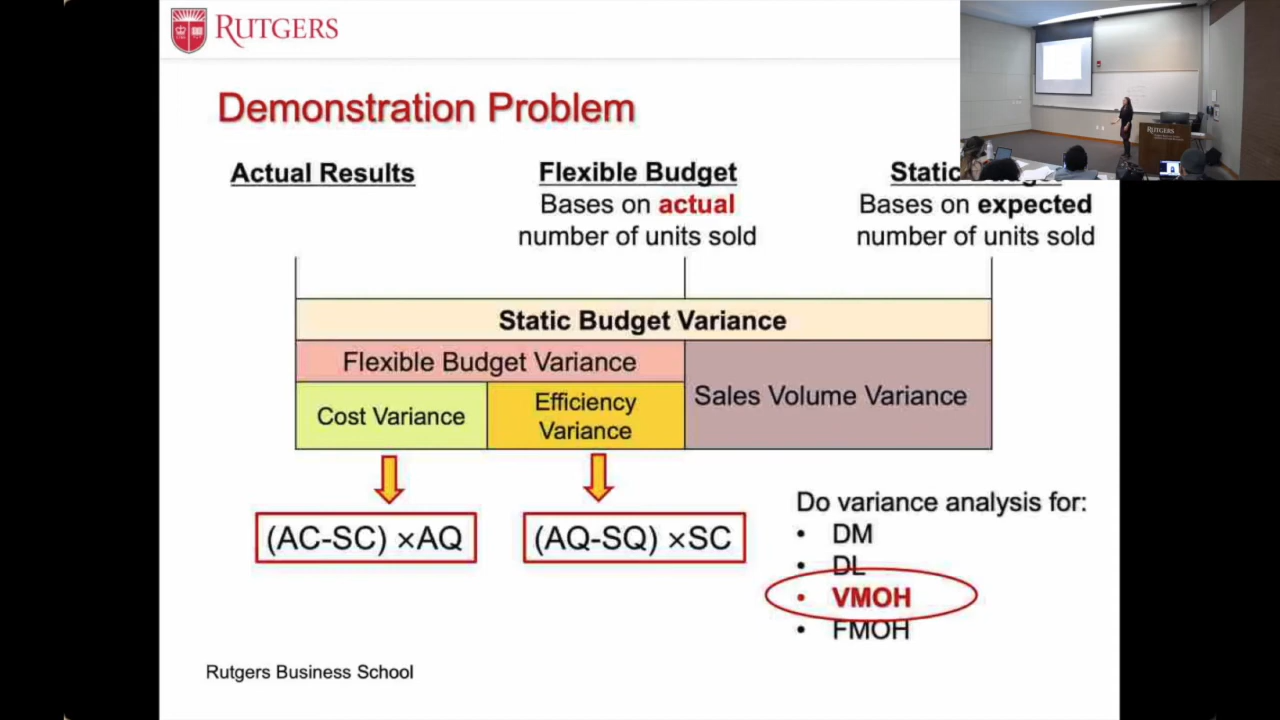 RUTGERS
Demonstration Problem
Actual Results
Flexible Budget
Bases on actual
number of units sold
Static
Bases on expected
number of units sold
Static Budget Variance
Flexible Budget Variance
Sales Volume Variance
Cost Variance
Efficiency
Variance
(AC-SC) ×AQ
(AQ-SQ) ×SC
Do variance analysis for:
• DM
• DL
• VMOH
• FMOH
Rutgers Business School
RUTGERS